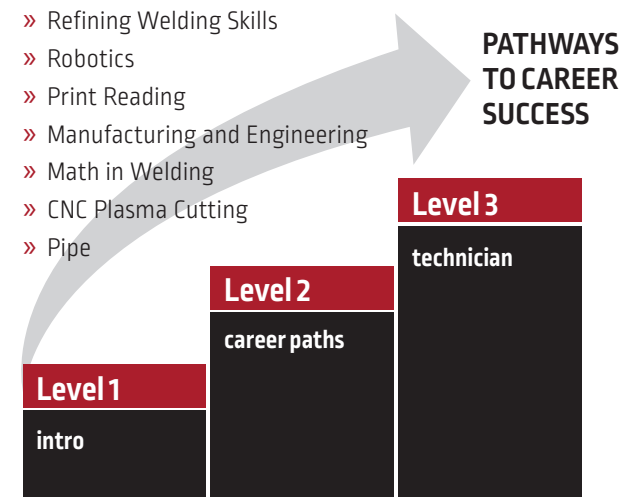 » Refining Welding Skills
» Robotics
» Print Reading
» Manufacturing and Engineering
» Math in Welding
» CNC Plasma Cutting
» Pipe
PATHWAYS
TO CAREER
SUCCESS
Level 1
intro
Level 2
career paths
Level 3
technician